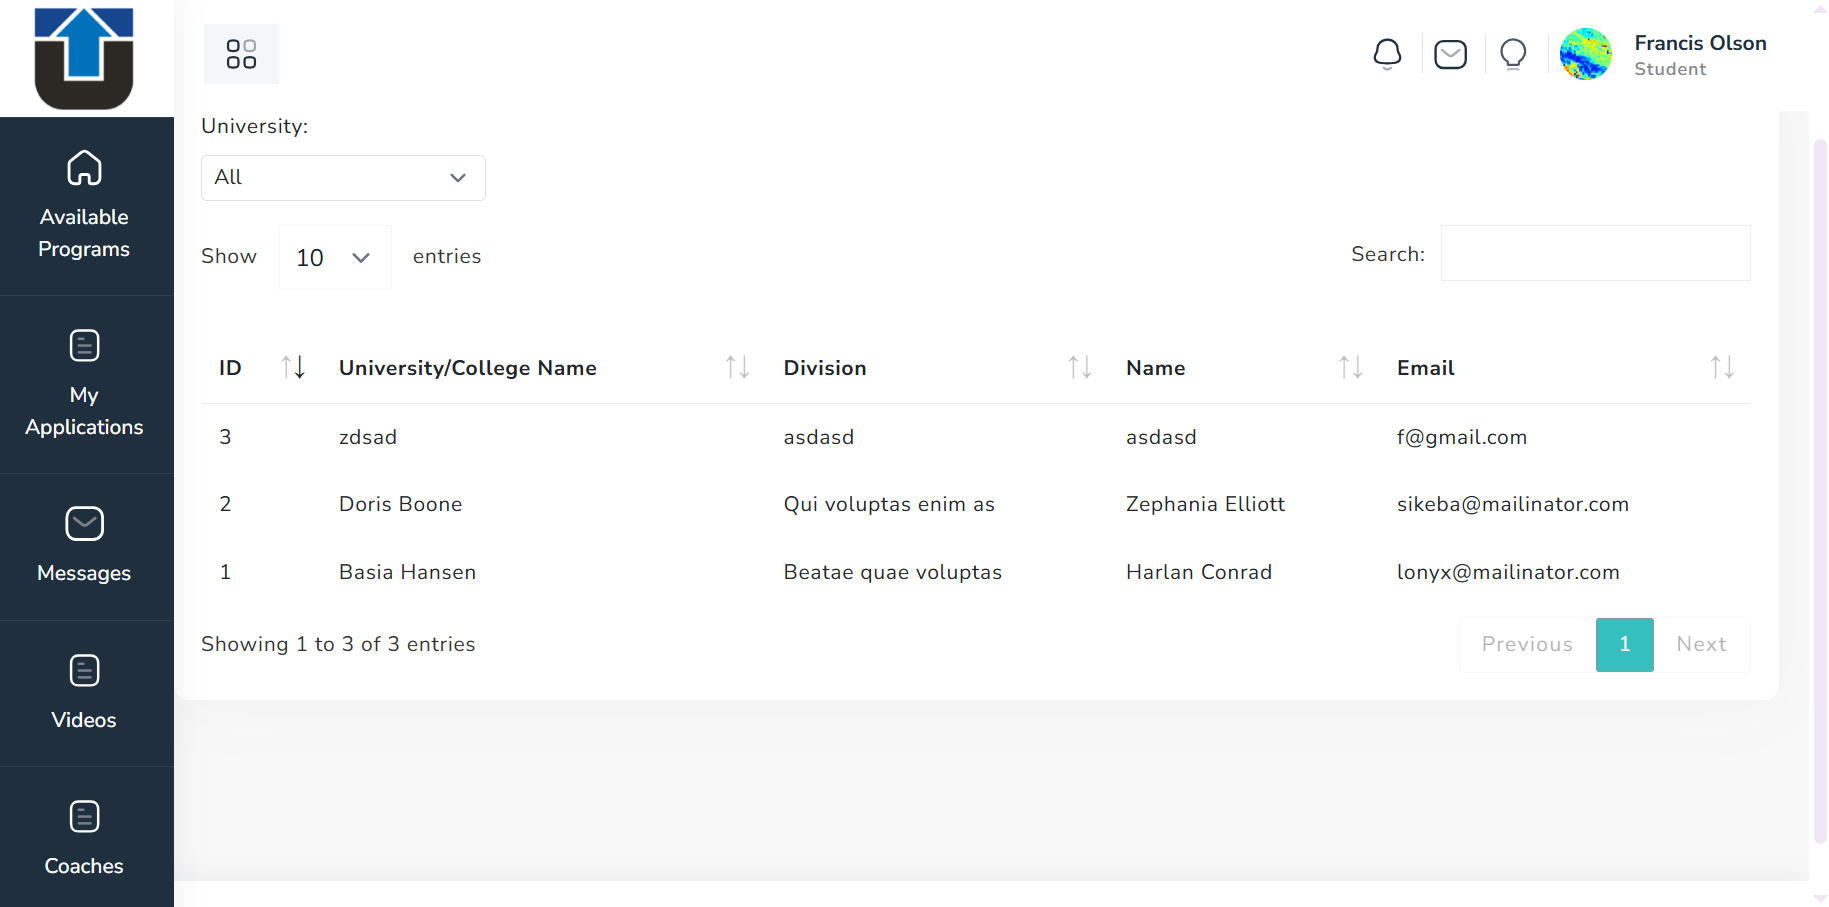 Francis Olson
Student
Available
Programs
My
Applications
Messages
Videos
Coaches
University:
All
Show 10 entries
Search:
ID University/College Name Division Name Email
3 zdsad asdasd asdasd f@gmail.com
2 Doris Boone Qui voluptas enim as Zephania Elliott sikeba@mailinator.com
1 Basia Hansen Beatae quae voluptas Harlan Conrad lonyx@mailinator.com
Showing 1 to 3 of 3 entries
Previous 1 Next